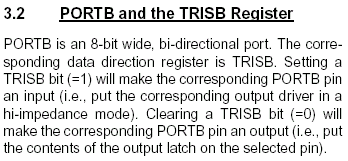 3.2 PORTB and the TRISB Register
PORTB is an 8-bit wide, bi-directional port. The corre-
sponding data direction register is TRISB. Setting a
TRISB bit (=1) will make the corresponding PORTB pin
an input (i.e., put the corresponding output driver in a
hi-impedance mode). Clearing a TRISB bit (=0) will
make the corresponding PORTB pin an output (i.e., put
the contents of the output latch on the selected pin).